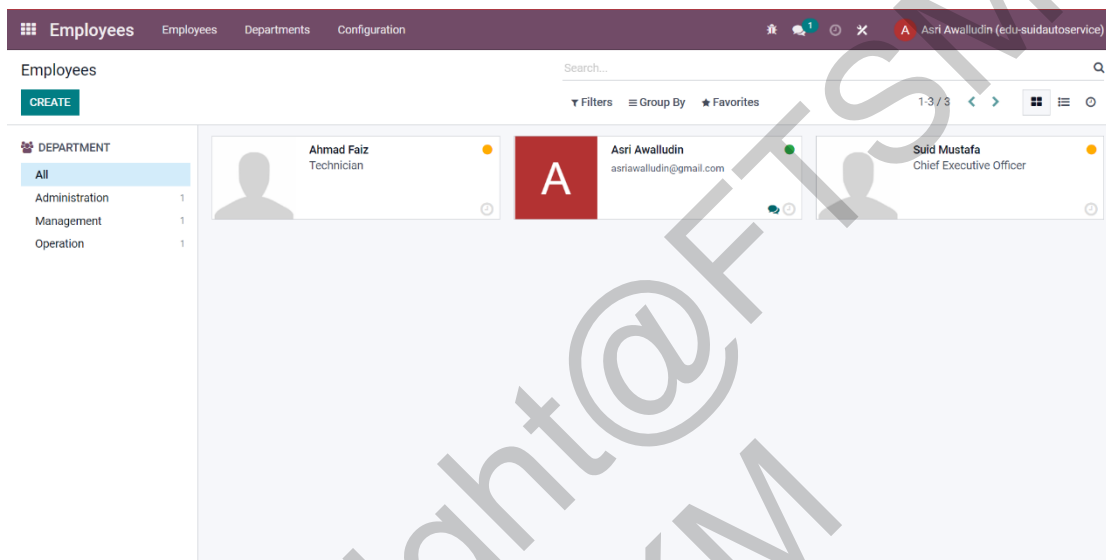 Employees Employees Departments Configuration 1 A Asri Awalludin (edu-suidautoservice)
Employees Search...
CREATE Filters Group By Favorites 1-3 / 3
DEPARTMENT
All
Administration 1
Management 1
Operation 1
Ahmad Faiz
Technician
A
Asri Awalludin
asriawalludin@gmail.com
Suid Mustafa
Chief Executive Officer
ght@FTSM